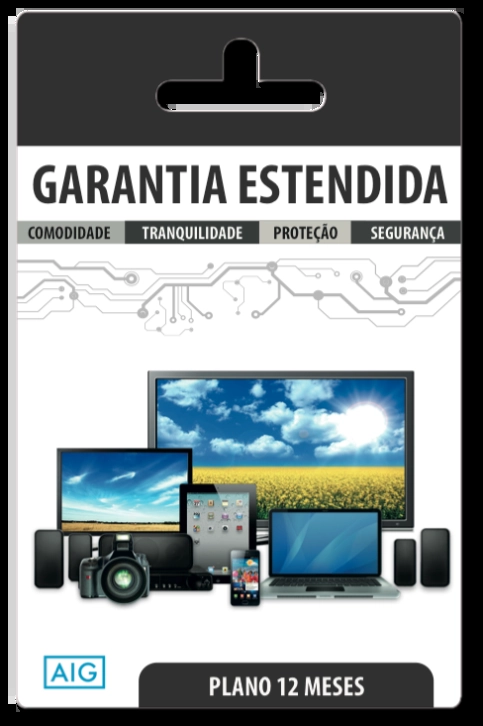 GARANTIA ESTENDIDA
COMODIDADE TRANQUILIDADE PROTEÇÃO SEGURANÇA
AIG
PLANO 12 MESES